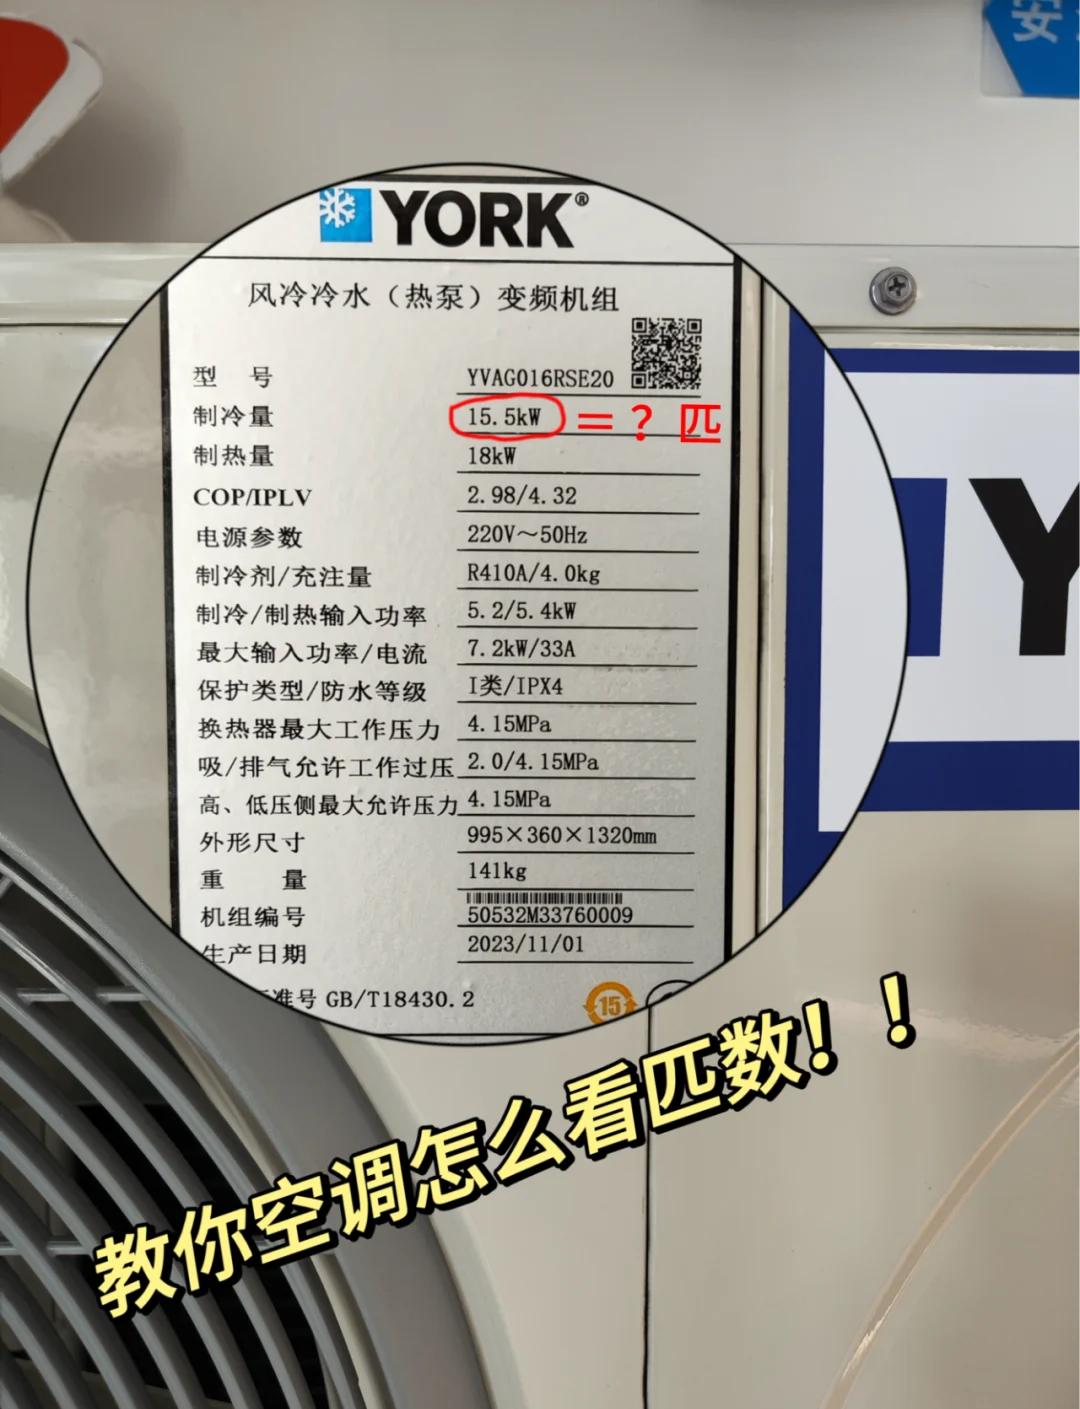 安
YORK®
风冷冷水（热泵）变频机组
型 号 YVAG016RSE20
制冷量 15.5kW =？匹
制热量 18kW
COP/IPLV 2.98/4.32
电源参数 220V～50Hz
制冷剂/充注量 R410A/4.0kg
制冷/制热输入功率 5.2/5.4kW
最大输入功率/电流 7.2kW/33A
保护类型/防水等级 I类/IPX4
换热器最大工作压力 4.15MPa
吸/排气允许工作过压 2.0/4.15MPa
高、低压侧最大允许压力 4.15MPa
外形尺寸 995×360×1320mm
重 量 141kg
机组编号 50532M33760009
生产日期 2023/11/01
准号 GB/T18430.2
15
Y
教你空调怎么看匹数！！